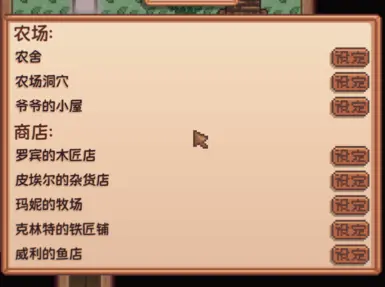 农场:
农舍 设定
农场洞穴 设定
爷爷的小屋 设定
商店:
罗宾的木匠店 设定
皮埃尔的杂货店 设定
玛妮的牧场 设定
克林特的铁匠铺 设定
威利的鱼店 设定